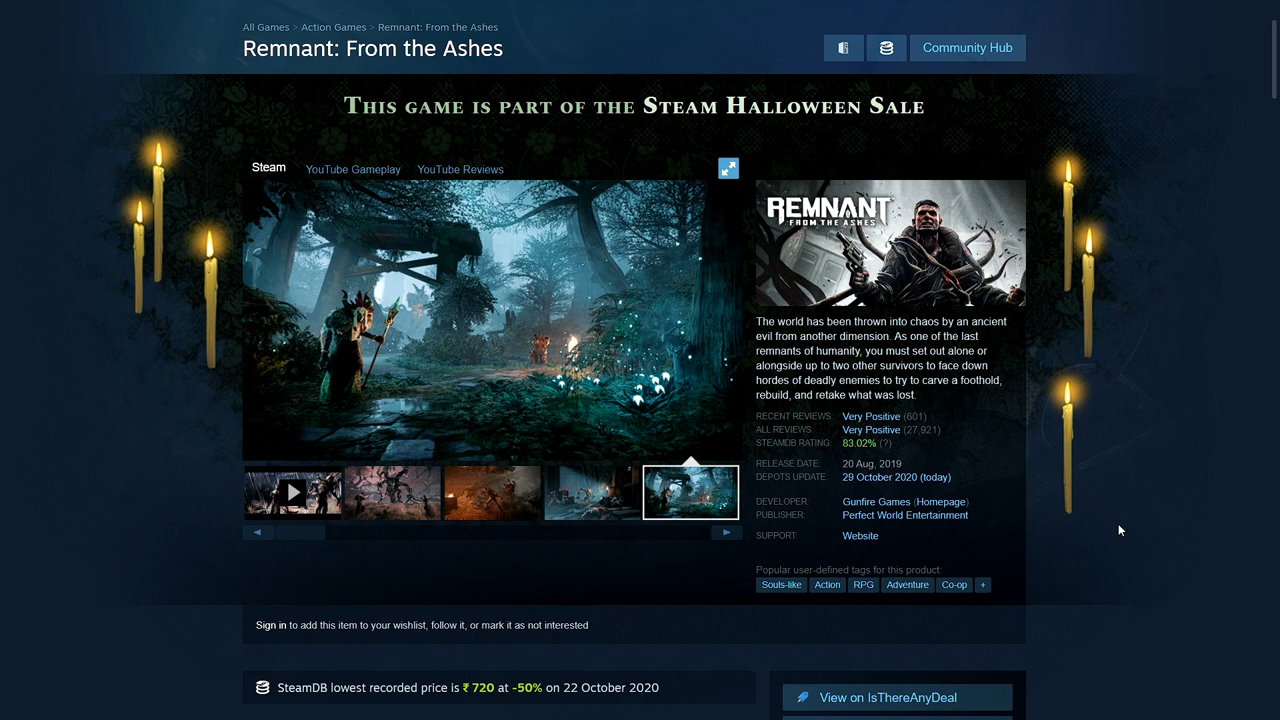 All Games > Action Games > Remnant: From the Ashes
Remnant: From the Ashes
Community Hub
This game is part of the Steam Halloween Sale
Steam
YouTube Gameplay
YouTube Reviews
REMNANT
FROM THE ASHES
The world has been thrown into chaos by an ancient
evil from another dimension. As one of the last
remnants of humanity, you must set out alone or
alongside up to two other survivors to face down
hordes of deadly enemies to try to carve a foothold,
rebuild, and retake what was lost.
RECENT REVIEWS: Very Positive (601)
ALL REVIEWS: Very Positive (27,921)
STEAMDB RATING: 83.02% (?)
RELEASE DATE: 20 Aug, 2019
DEPOTS UPDATE: 29 October 2020 (today)
DEVELOPER: Gunfire Games (Homepage)
PUBLISHER: Perfect World Entertainment
SUPPORT: Website
Popular user-defined tags for this product:
Souls-like Action RPG Adventure Co-op +
Sign in to add this item to your wishlist, follow it, or mark it as not interested
SteamDB lowest recorded price is ₹ 720 at -50% on 22 October 2020
View on IsThereAnyDeal